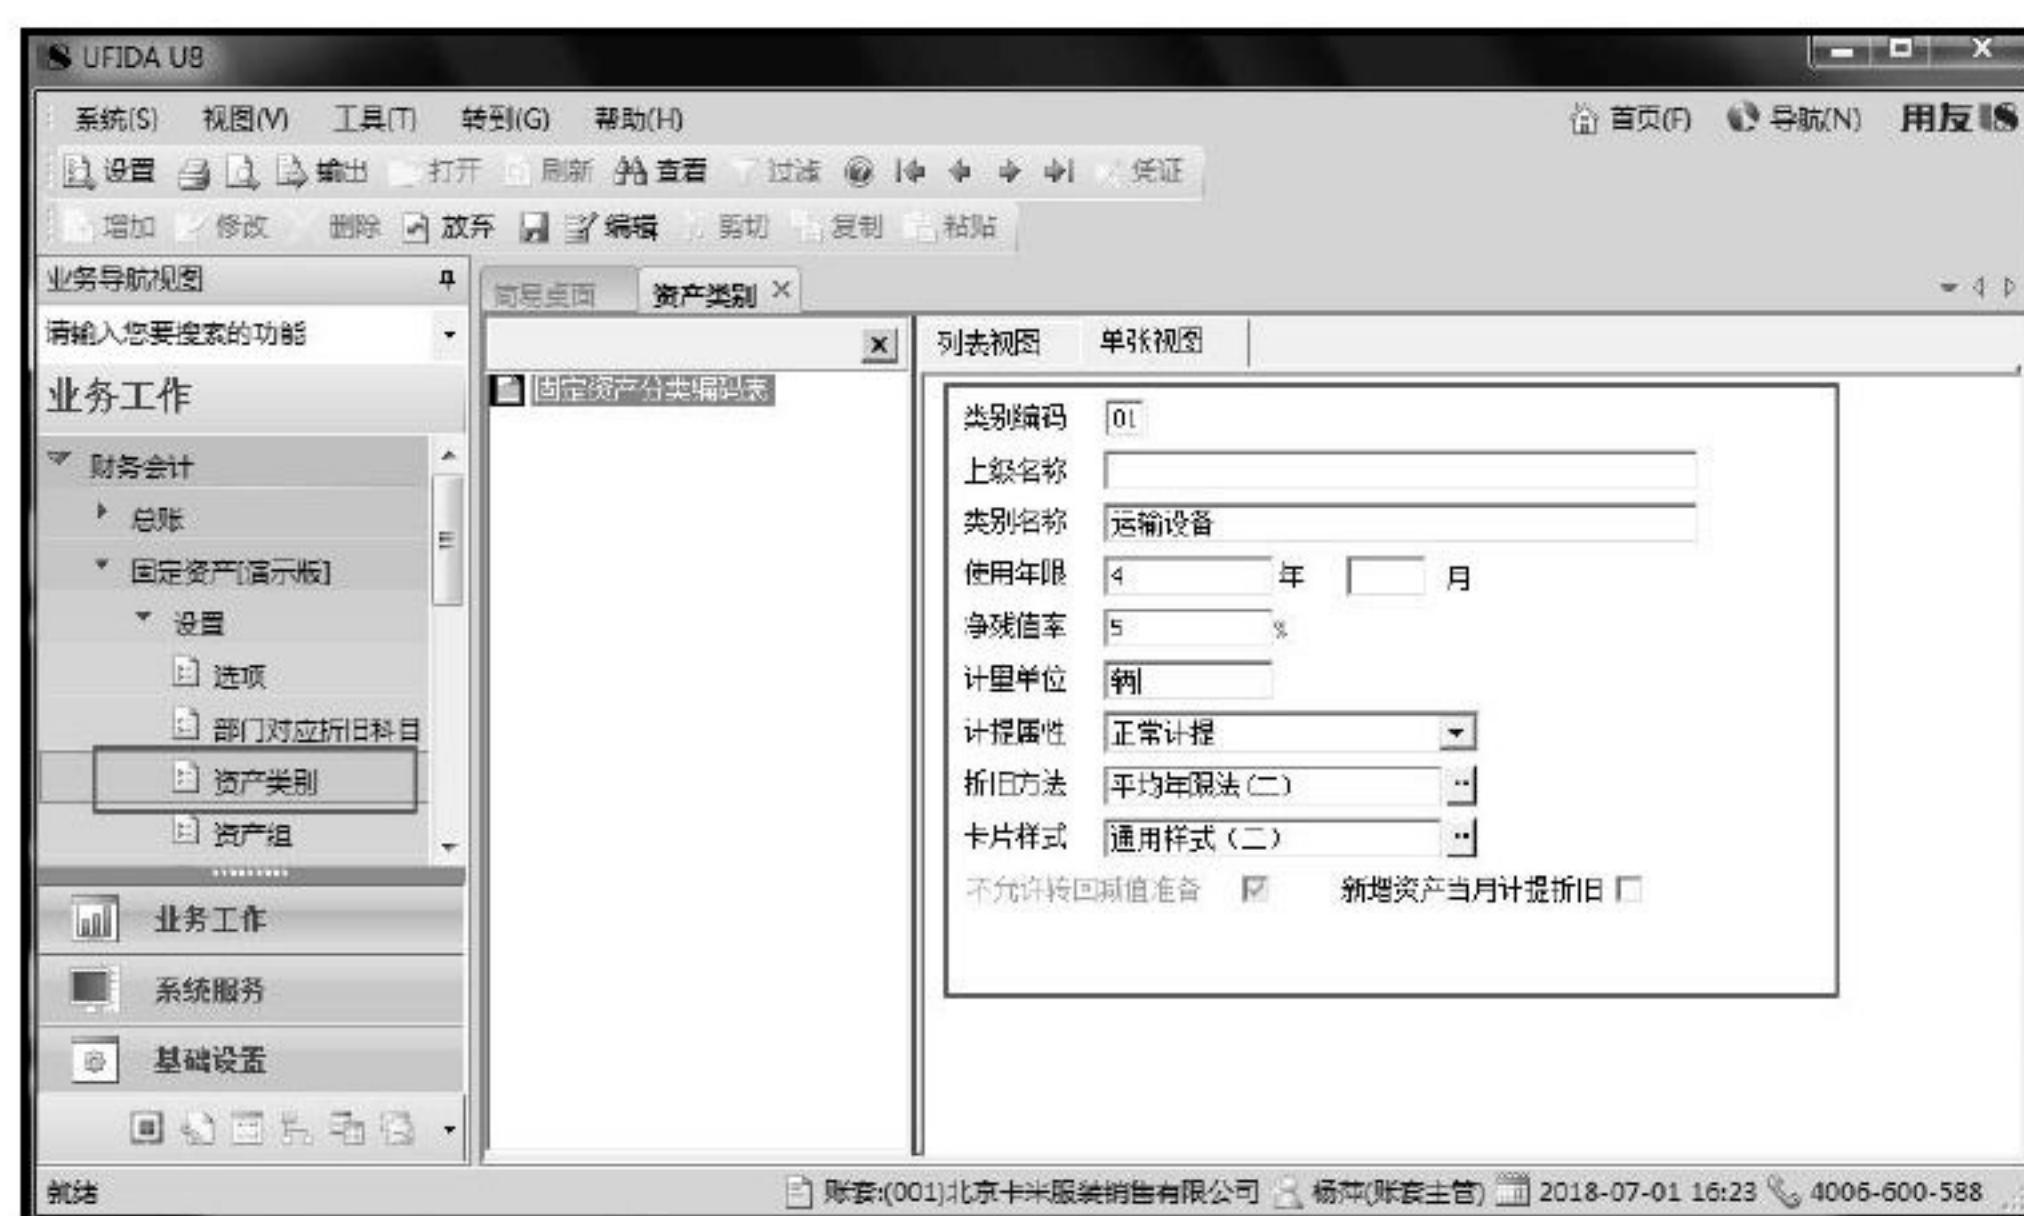 UFIDA U8
系统(S) 视图(V) 工具(T) 转到(G) 帮助(H) 首页(F) 导航(N) 用友
设置 输出 打开 刷新 查看 过滤 凭证
增加 修改 删除 放弃 编辑 剪切 复制 粘贴
业务导航视图
简易桌面 资产类别
请输入您要搜索的功能
列表视图 单张视图
业务工作
固定资产分类编码表
财务会计
总账
固定资产[演示版]
设置
选项
部门对应折旧科目
资产类别
资产组
类别编码 01
上级名称
类别名称 运输设备
使用年限 4 年 月
净残值率 5 %
计量单位 辆
计提属性 正常计提
折旧方法 平均年限法(二)
卡片样式 通用样式(二)
不允许转回减值准备 新增资产当月计提折旧
业务工作
系统服务
基础设置
就绪 账套:(001)北京卡米服装销售有限公司 杨萍(账套主管) 2018-07-01 16:23 4006-600-588